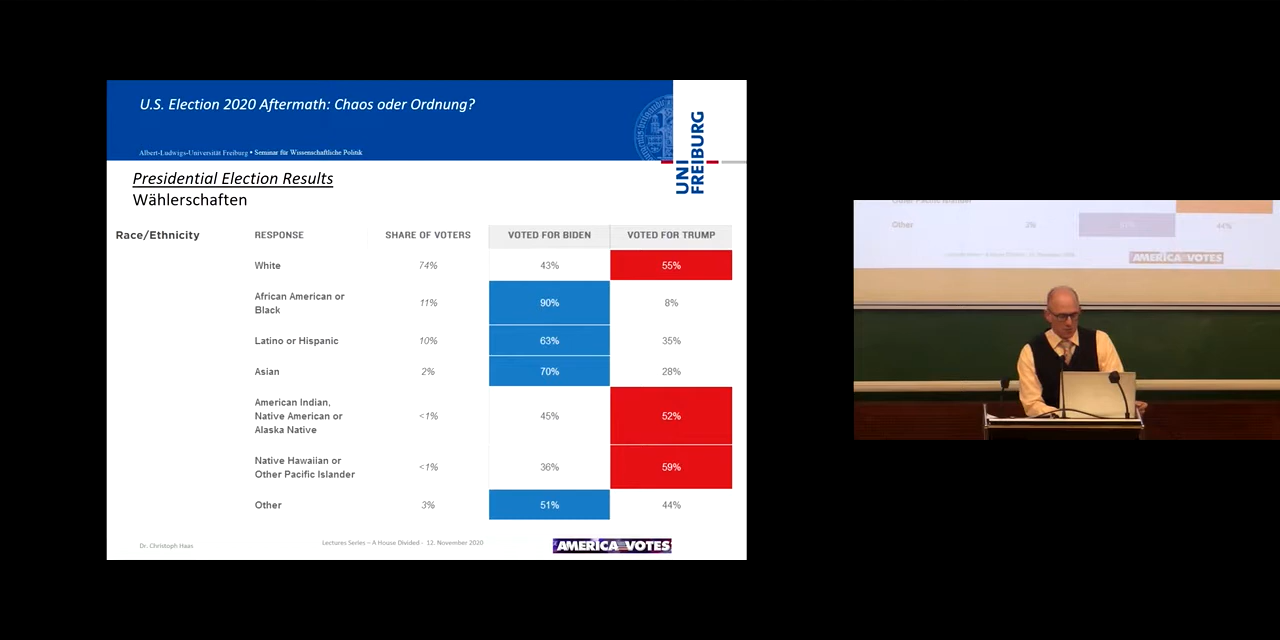 U.S. Election 2020 Aftermath: Chaos oder Ordnung?
Albert-Ludwigs-Universität Freiburg • Seminar für Wissenschaftliche Politik
UNI
FREIBURG
Presidential Election Results
Wählerschaften
Race/Ethnicity RESPONSE SHARE OF VOTERS VOTED FOR BIDEN VOTED FOR TRUMP
White 74% 43% 55%
African American or
Black 11% 90% 8%
Latino or Hispanic 10% 63% 35%
Asian 2% 70% 28%
American Indian,
Native American or
Alaska Native <1% 45% 52%
Native Hawaiian or
Other Pacific Islander <1% 36% 59%
Other 3% 51% 44%
Dr. Christoph Haas
Lectures Series – A House Divided - 12. November 2020
AMERICA VOTES
Other Pacific Islander
Other 2% 51% 44%
AMERICA VOTES